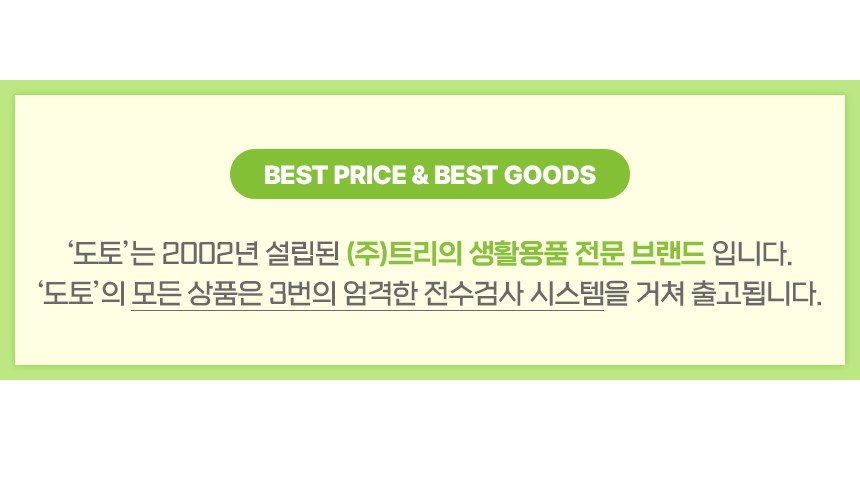 BEST PRICE & BEST GOODS
‘도토’는 2002년 설립된 (주)트리의 생활용품 전문 브랜드 입니다.
‘도토’의 모든 상품은 3번의 엄격한 전수검사 시스템을 거쳐 출고됩니다.